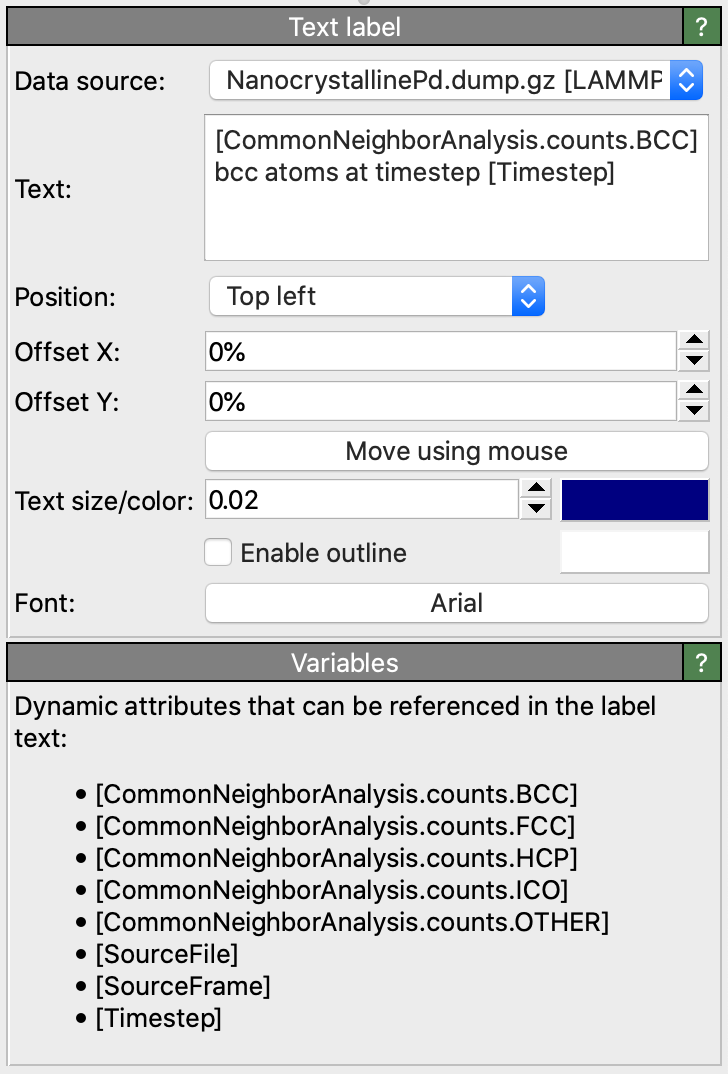 Text label ?
Data source: NanocrystallinePd.dump.gz [LAMMP
Text: [CommonNeighborAnalysis.counts.BCC]
bcc atoms at timestep [Timestep]
Position: Top left
Offset X: 0%
Offset Y: 0%
Move using mouse
Text size/color: 0.02
Enable outline
Font: Arial
Variables ?
Dynamic attributes that can be referenced in the label
text:
• [CommonNeighborAnalysis.counts.BCC]
• [CommonNeighborAnalysis.counts.FCC]
• [CommonNeighborAnalysis.counts.HCP]
• [CommonNeighborAnalysis.counts.ICO]
• [CommonNeighborAnalysis.counts.OTHER]
• [SourceFile]
• [SourceFrame]
• [Timestep]